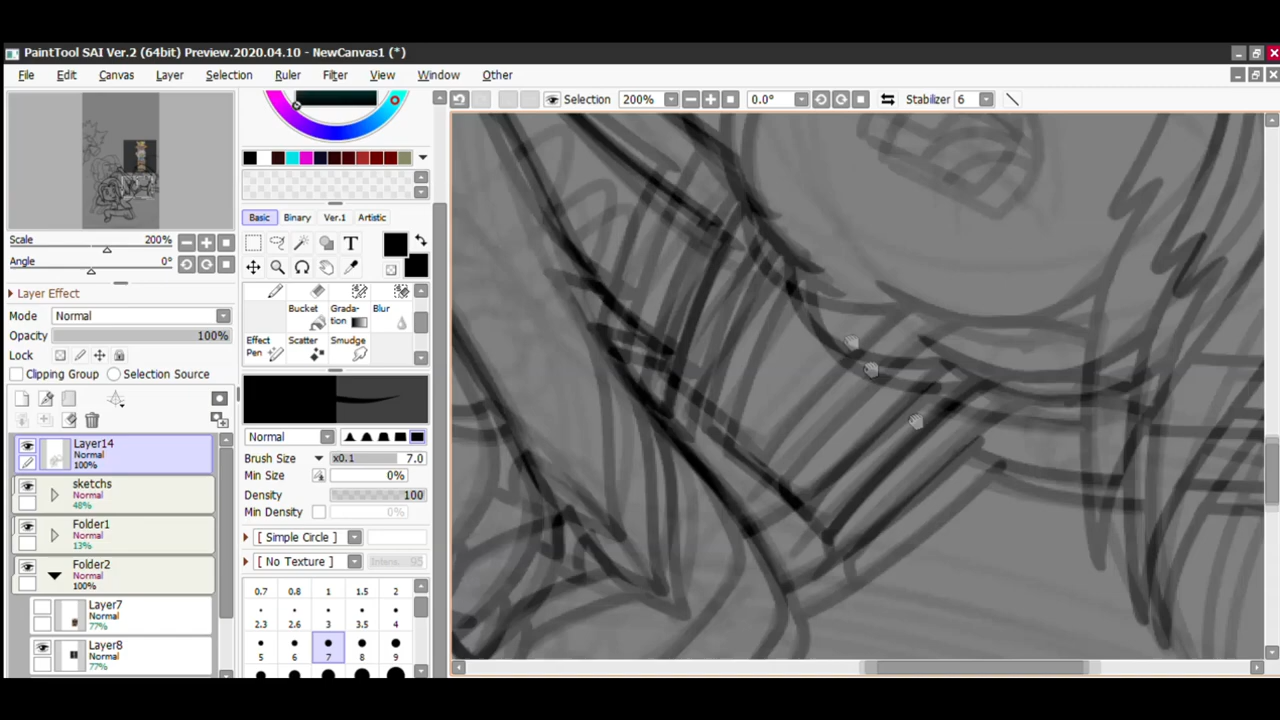 PaintTool SAI Ver.2 (64bit) Preview.2020.04.10 - NewCanvas1 (*)
File Edit Canvas Layer Selection Ruler Filter View Window Other
Selection 200% 0.0° Stabilizer 6
Scale 200%
Angle 0°
Layer Effect
Mode Normal
Opacity 100%
Lock
Clipping Group Selection Source
Layer14
Normal
100%
sketchs
Normal
48%
Folder1
Normal
13%
Folder2
Normal
100%
Layer7
Normal
77%
Layer8
Normal
77%
Basic Binary Ver.1 Artistic
T
Bucket Grada-tion Blur
Effect Pen Scatter Smudge
Normal
Brush Size x0.1 7.0
Min Size 0%
Density 100
Min Density 0%
[ Simple Circle ]
[ No Texture ] Intens. 95
0.7 0.8 1 1.5 2
2.3 2.6 3 3.5 4
5 6 7 8 9